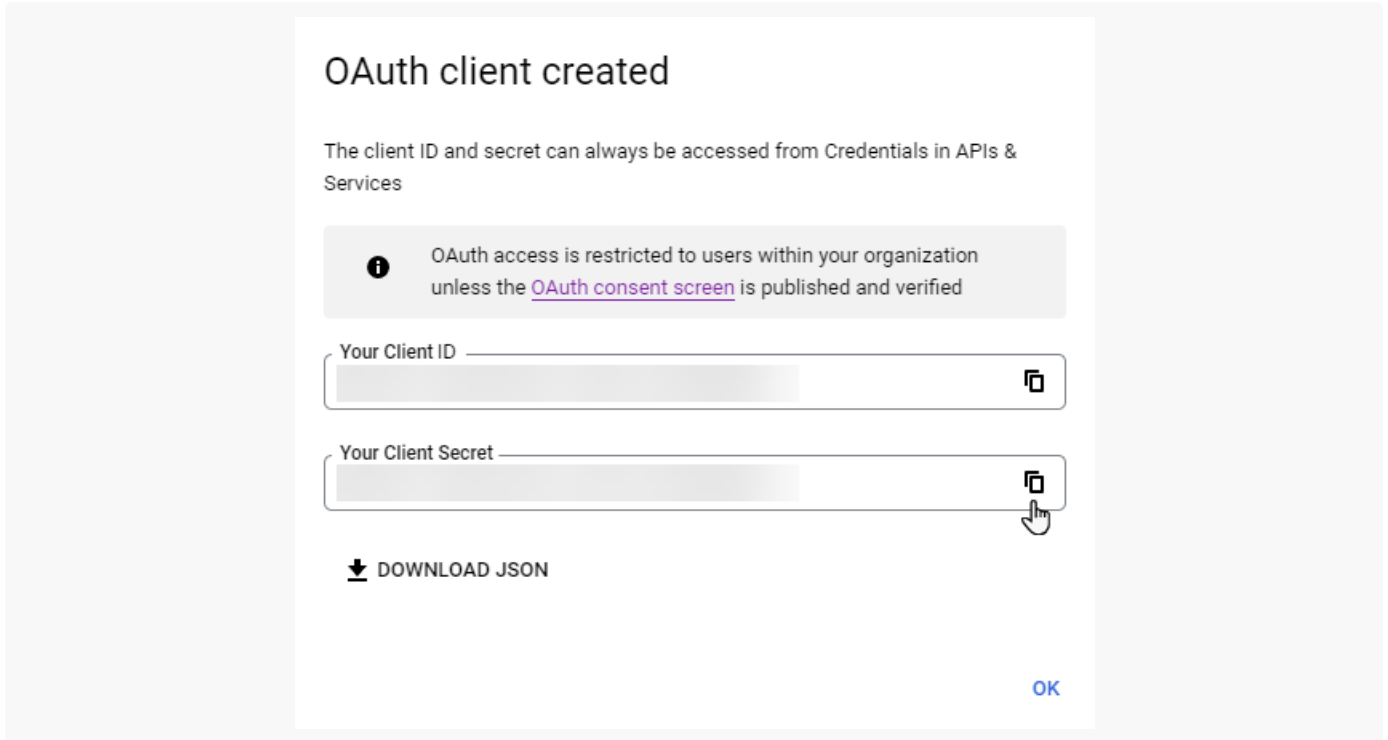 OAuth client created
The client ID and secret can always be accessed from Credentials in APIs &
Services
OAuth access is restricted to users within your organization
unless the OAuth consent screen is published and verified
Your Client ID
Your Client Secret
DOWNLOAD JSON
OK